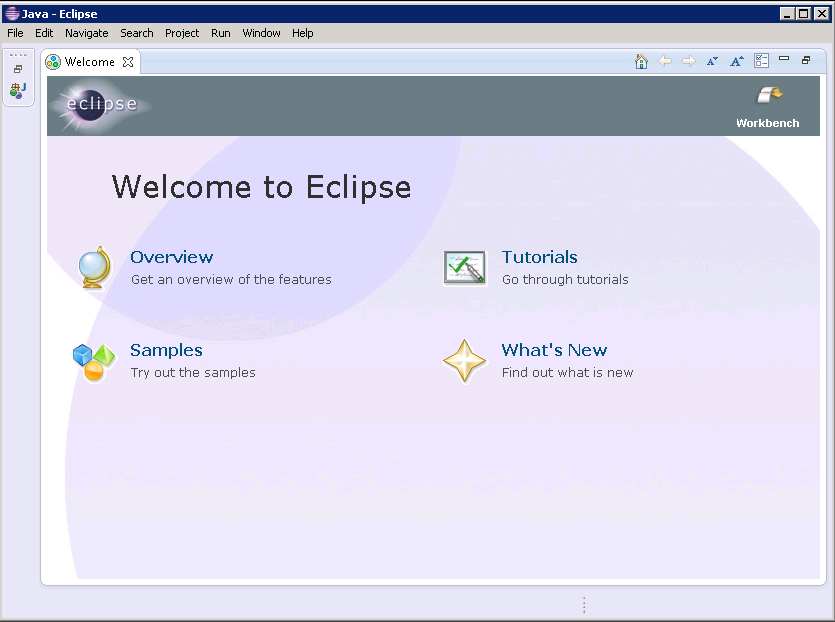 Java - Eclipse
File Edit Navigate Search Project Run Window Help
Welcome
eclipse
Workbench
Welcome to Eclipse
Overview
Get an overview of the features
Tutorials
Go through tutorials
Samples
Try out the samples
What's New
Find out what is new